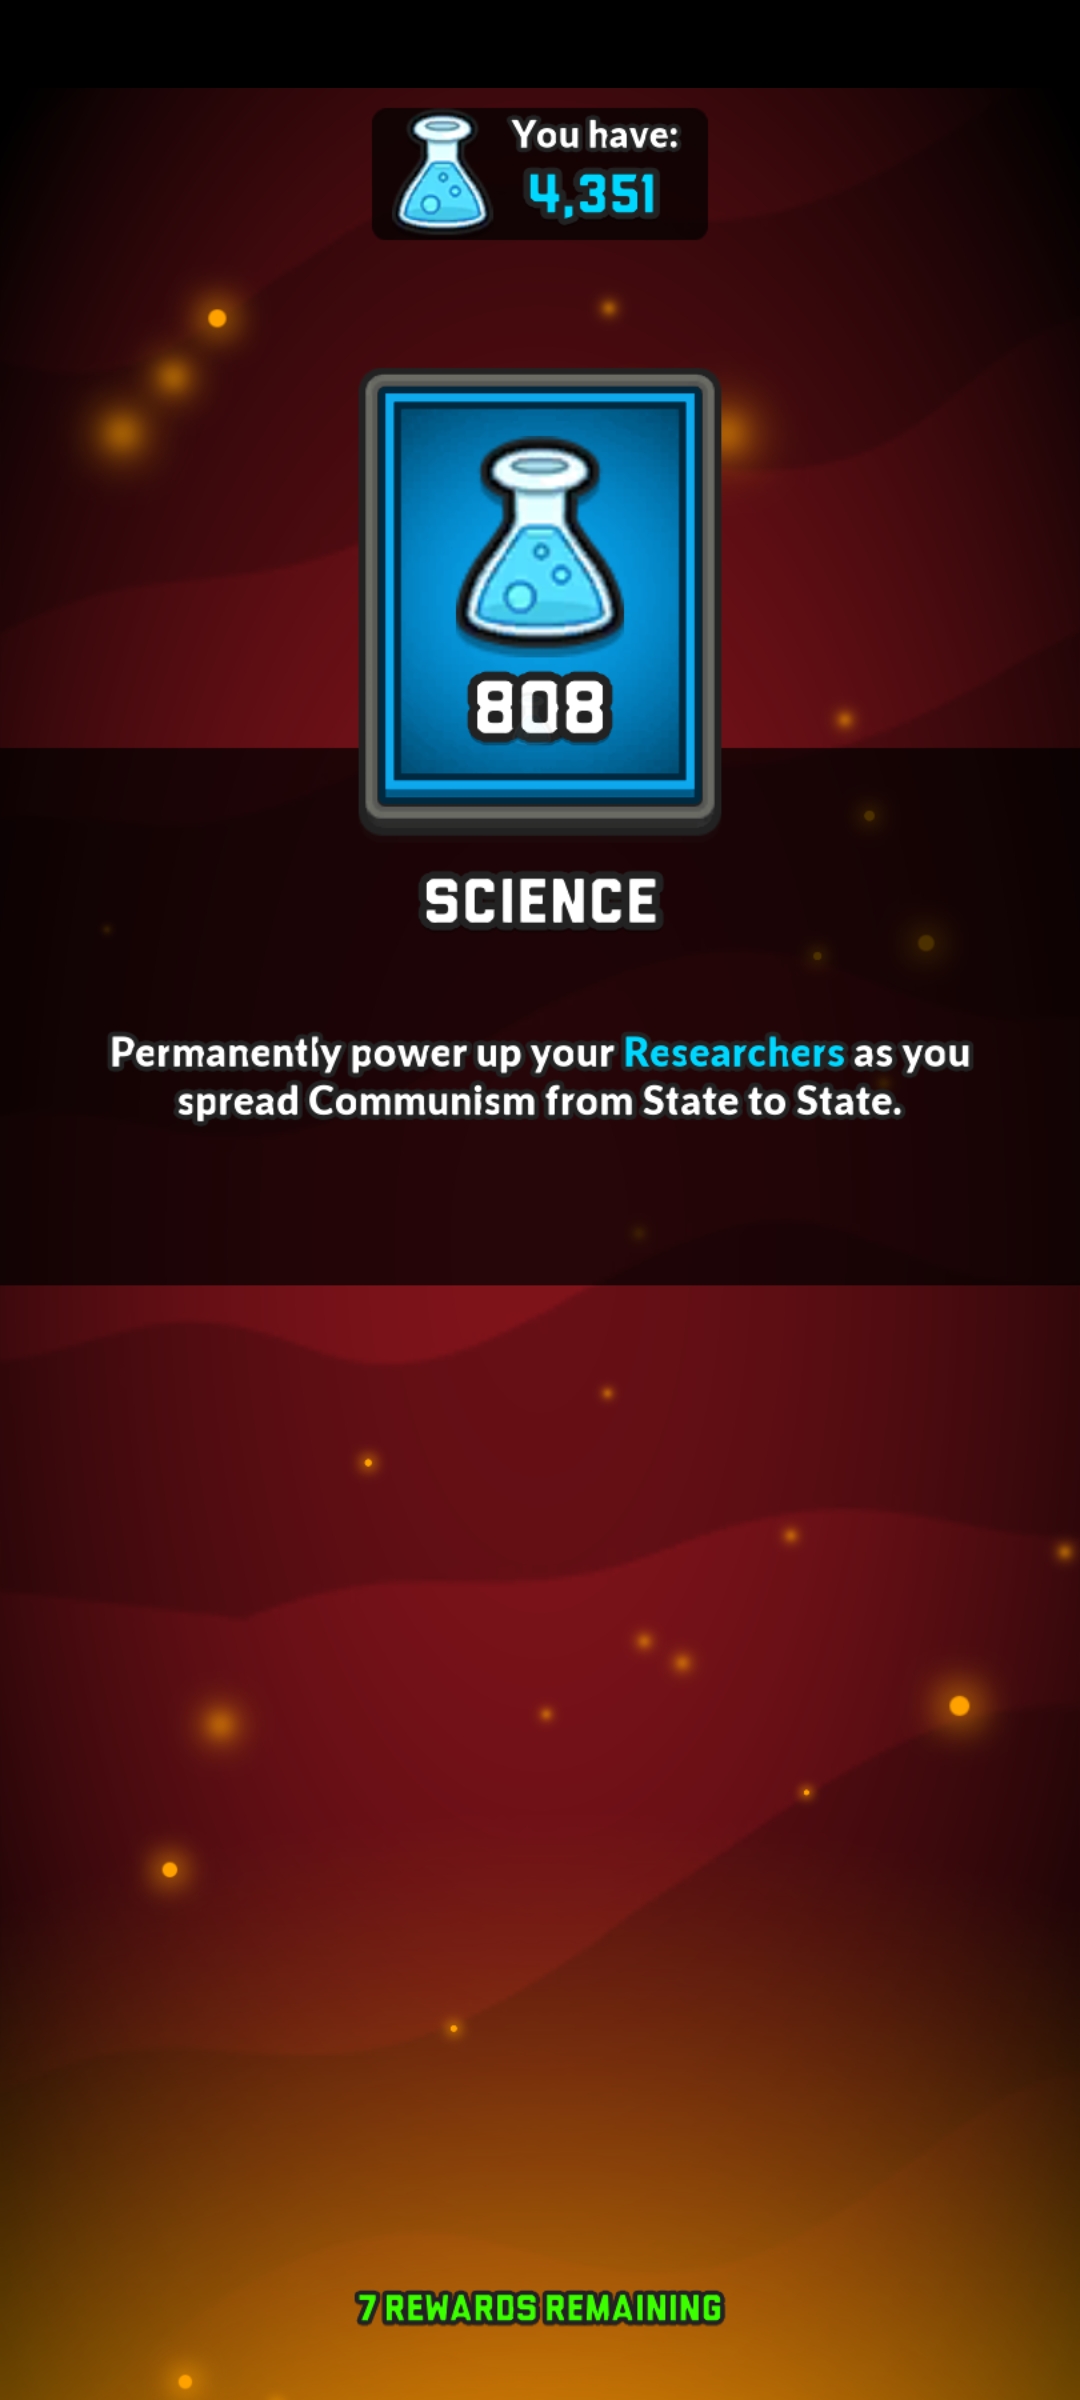 You have:
4,351
808
SCIENCE
Permanently power up your Researchers as you
spread Communism from State to State.
7 REWARDS REMAINING